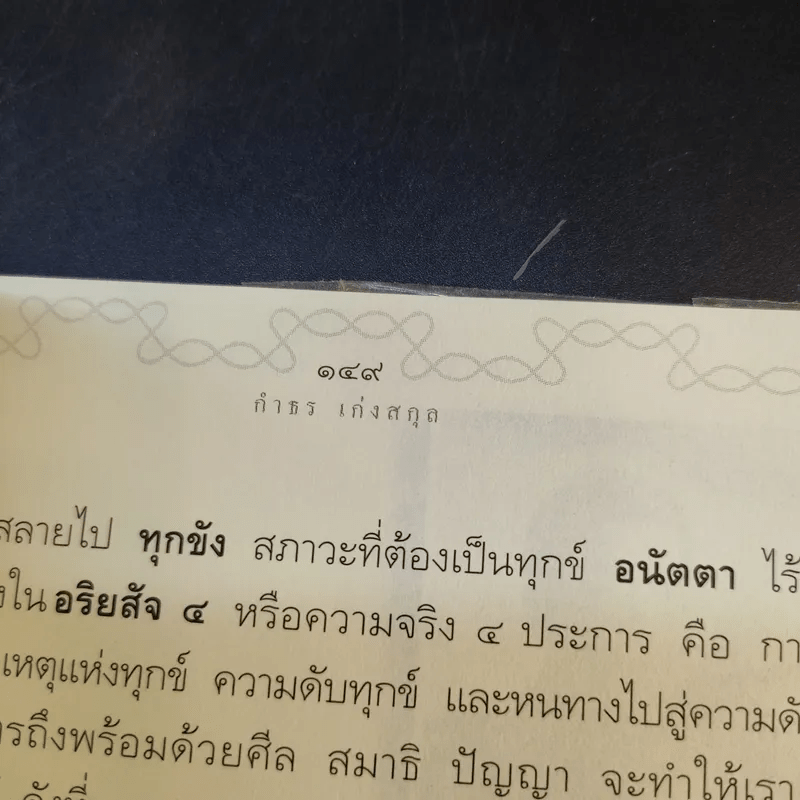 ๑๔๙
กำธร เก่งสกุล
สลายไป ทุกขัง สภาวะที่ต้องเป็นทุกข์ อนัตตา ไร้
ในอริยสัจ ๔ หรือความจริง ๔ ประการ คือ
เหตุแห่งทุกข์ ความดับทุกข์ และหนทางไปสู่ความดั
รถึงพร้อมด้วยศีล สมาธิ ปัญญา จะทำให้เรา